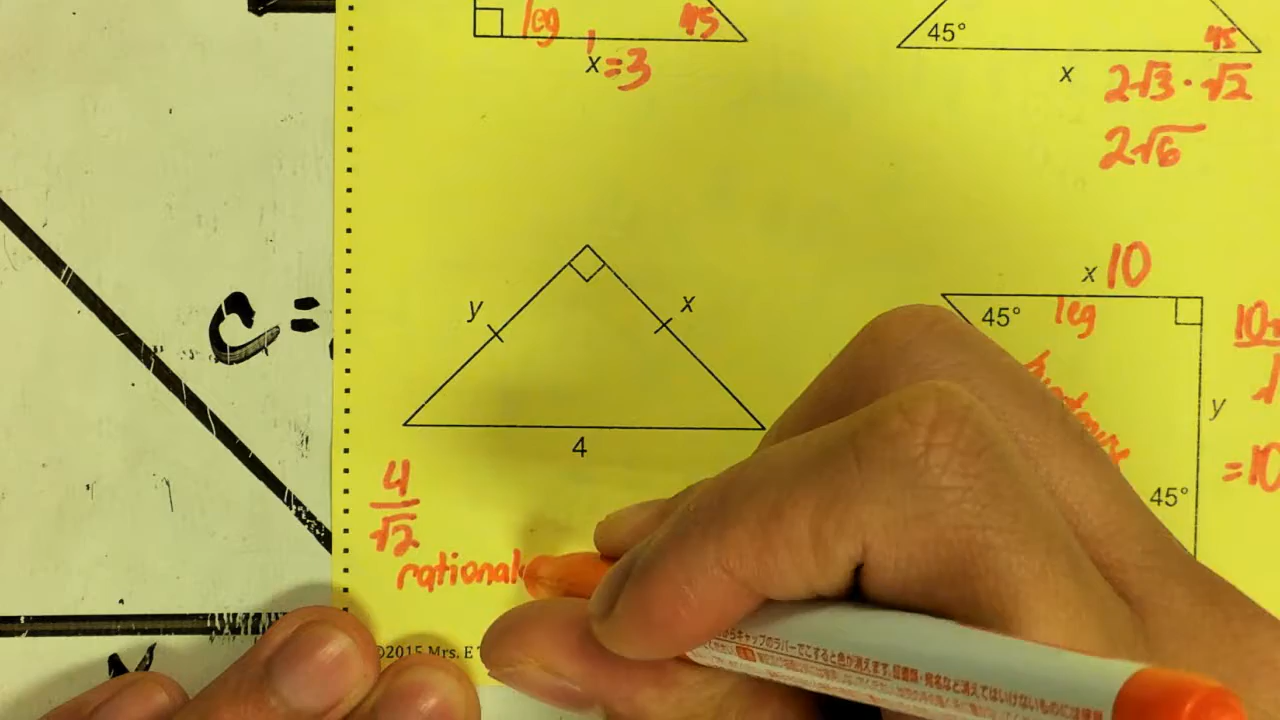 leg 45
x=3
45° 45
x 2√3 · √2
2√6
C =
y x
4
x 10
45° leg
y
45°
=10
4
√2
rational
©2015 Mrs. E